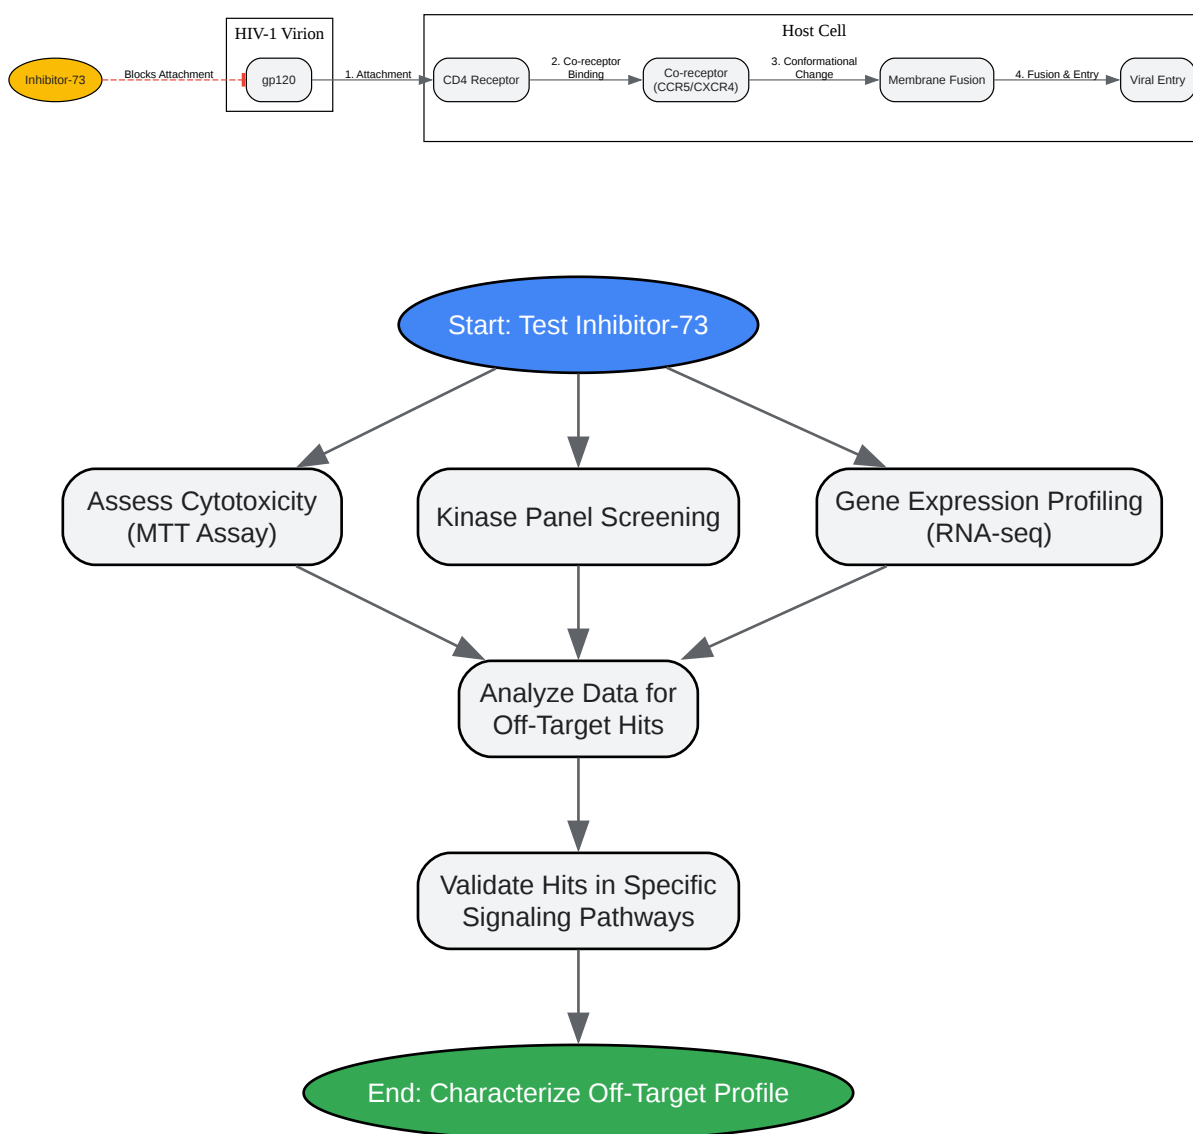 HIV-1 Virion
Host Cell
Inhibitor-73
Blocks Attachment
gp120
1. Attachment
CD4 Receptor
2. Co-receptor
Binding
Co-receptor
(CCR5/CXCR4)
3. Conformational
Change
Membrane Fusion
4. Fusion & Entry
Viral Entry
Start: Test Inhibitor-73
Assess Cytotoxicity
(MTT Assay)
Kinase Panel Screening
Gene Expression Profiling
(RNA-seq)
Analyze Data for
Off-Target Hits
Validate Hits in Specific
Signaling Pathways
End: Characterize Off-Target Profile